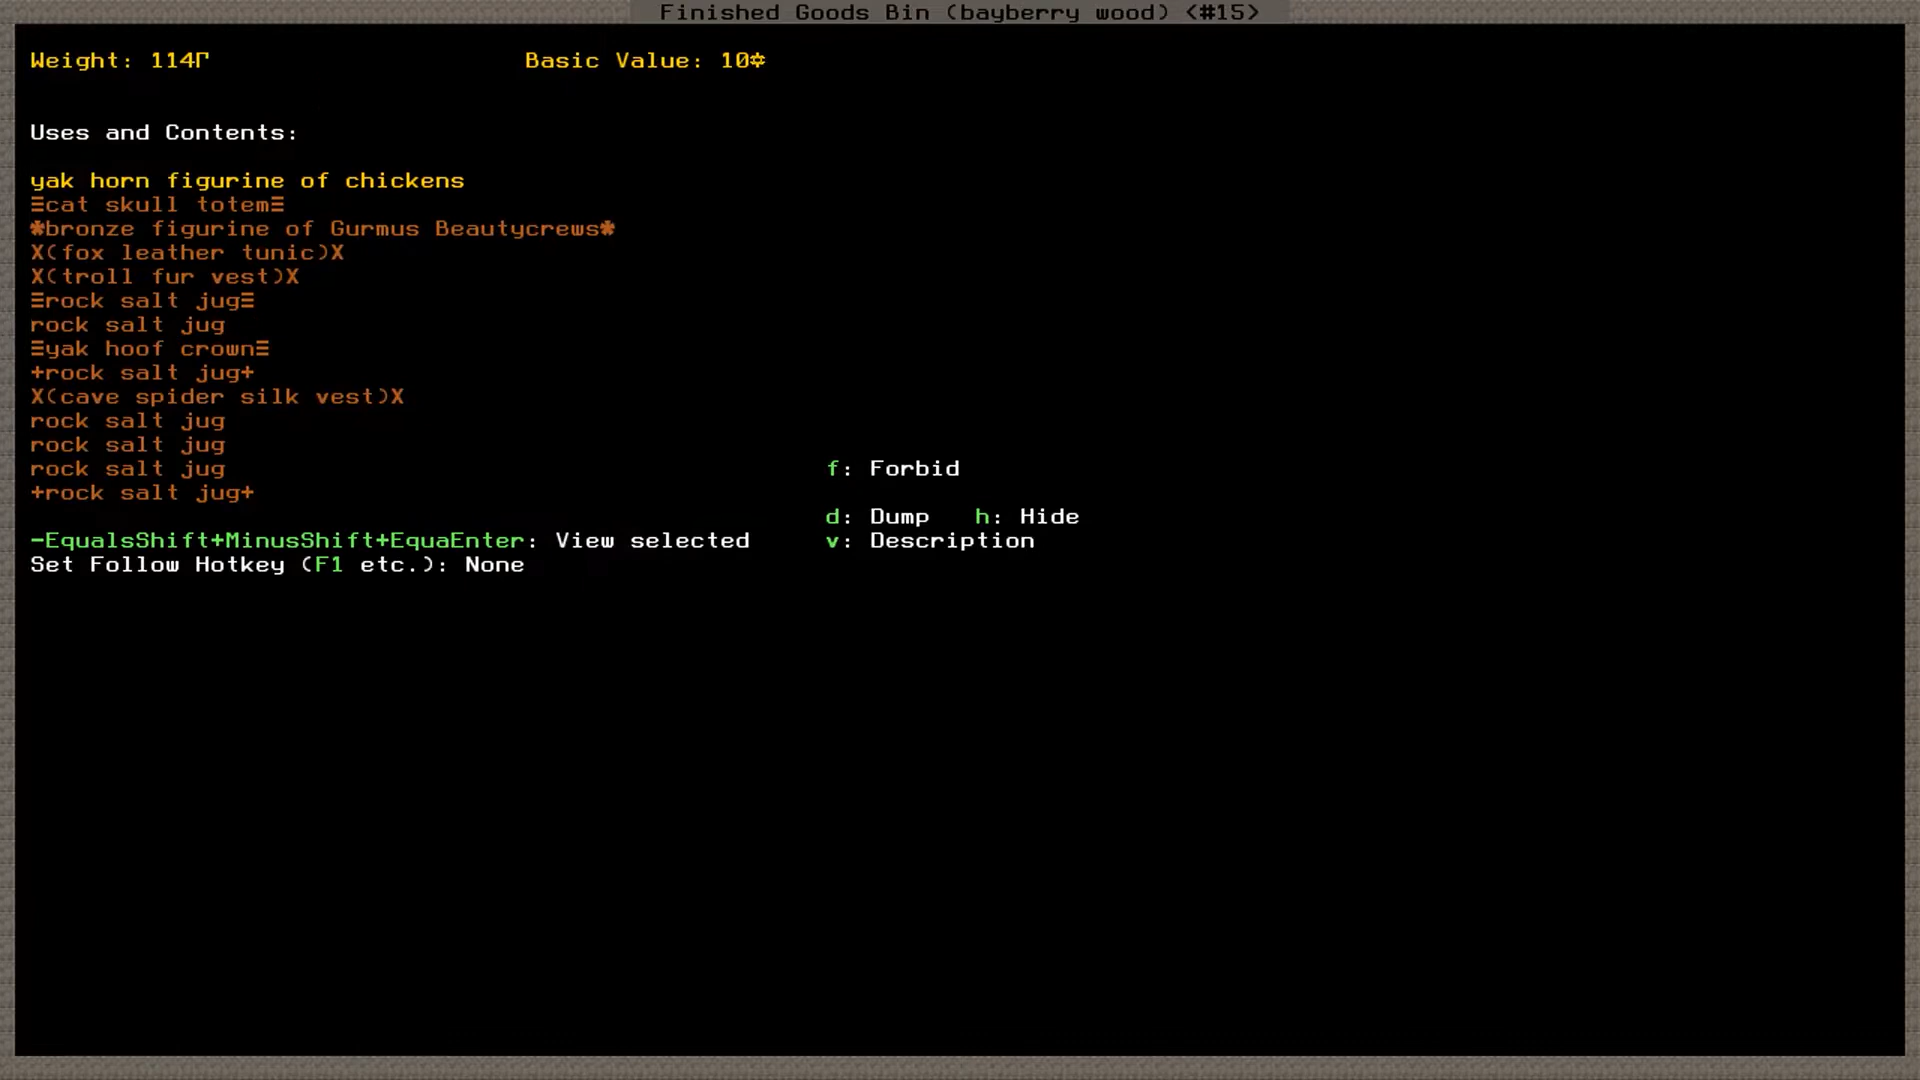 Finished Goods Bin (bayberry wood) <#15>
Weight: 114Γ Basic Value: 10☼
Uses and Contents:
yak horn figurine of chickens
≡cat skull totem≡
*bronze figurine of Gurmus Beautycrews*
X(fox leather tunic)X
X(troll fur vest)X
≡rock salt jug≡
rock salt jug
≡yak hoof crown≡
+rock salt jug+
X(cave spider silk vest)X
rock salt jug
rock salt jug
rock salt jug
+rock salt jug+
f: Forbid
d: Dump h: Hide
-EqualsShift+MinusShift+EquaEnter: View selected v: Description
Set Follow Hotkey (F1 etc.): None